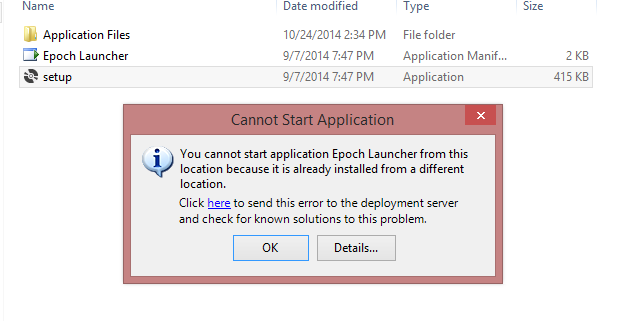 Name Date modified Type Size
Application Files 10/24/2014 2:34 PM File folder
Epoch Launcher 9/7/2014 7:47 PM Application Manif... 2 KB
setup 9/7/2014 7:47 PM Application 415 KB
Cannot Start Application
You cannot start application Epoch Launcher from this
location because it is already installed from a different
location.
Click here to send this error to the deployment server
and check for known solutions to this problem.
OK Details...